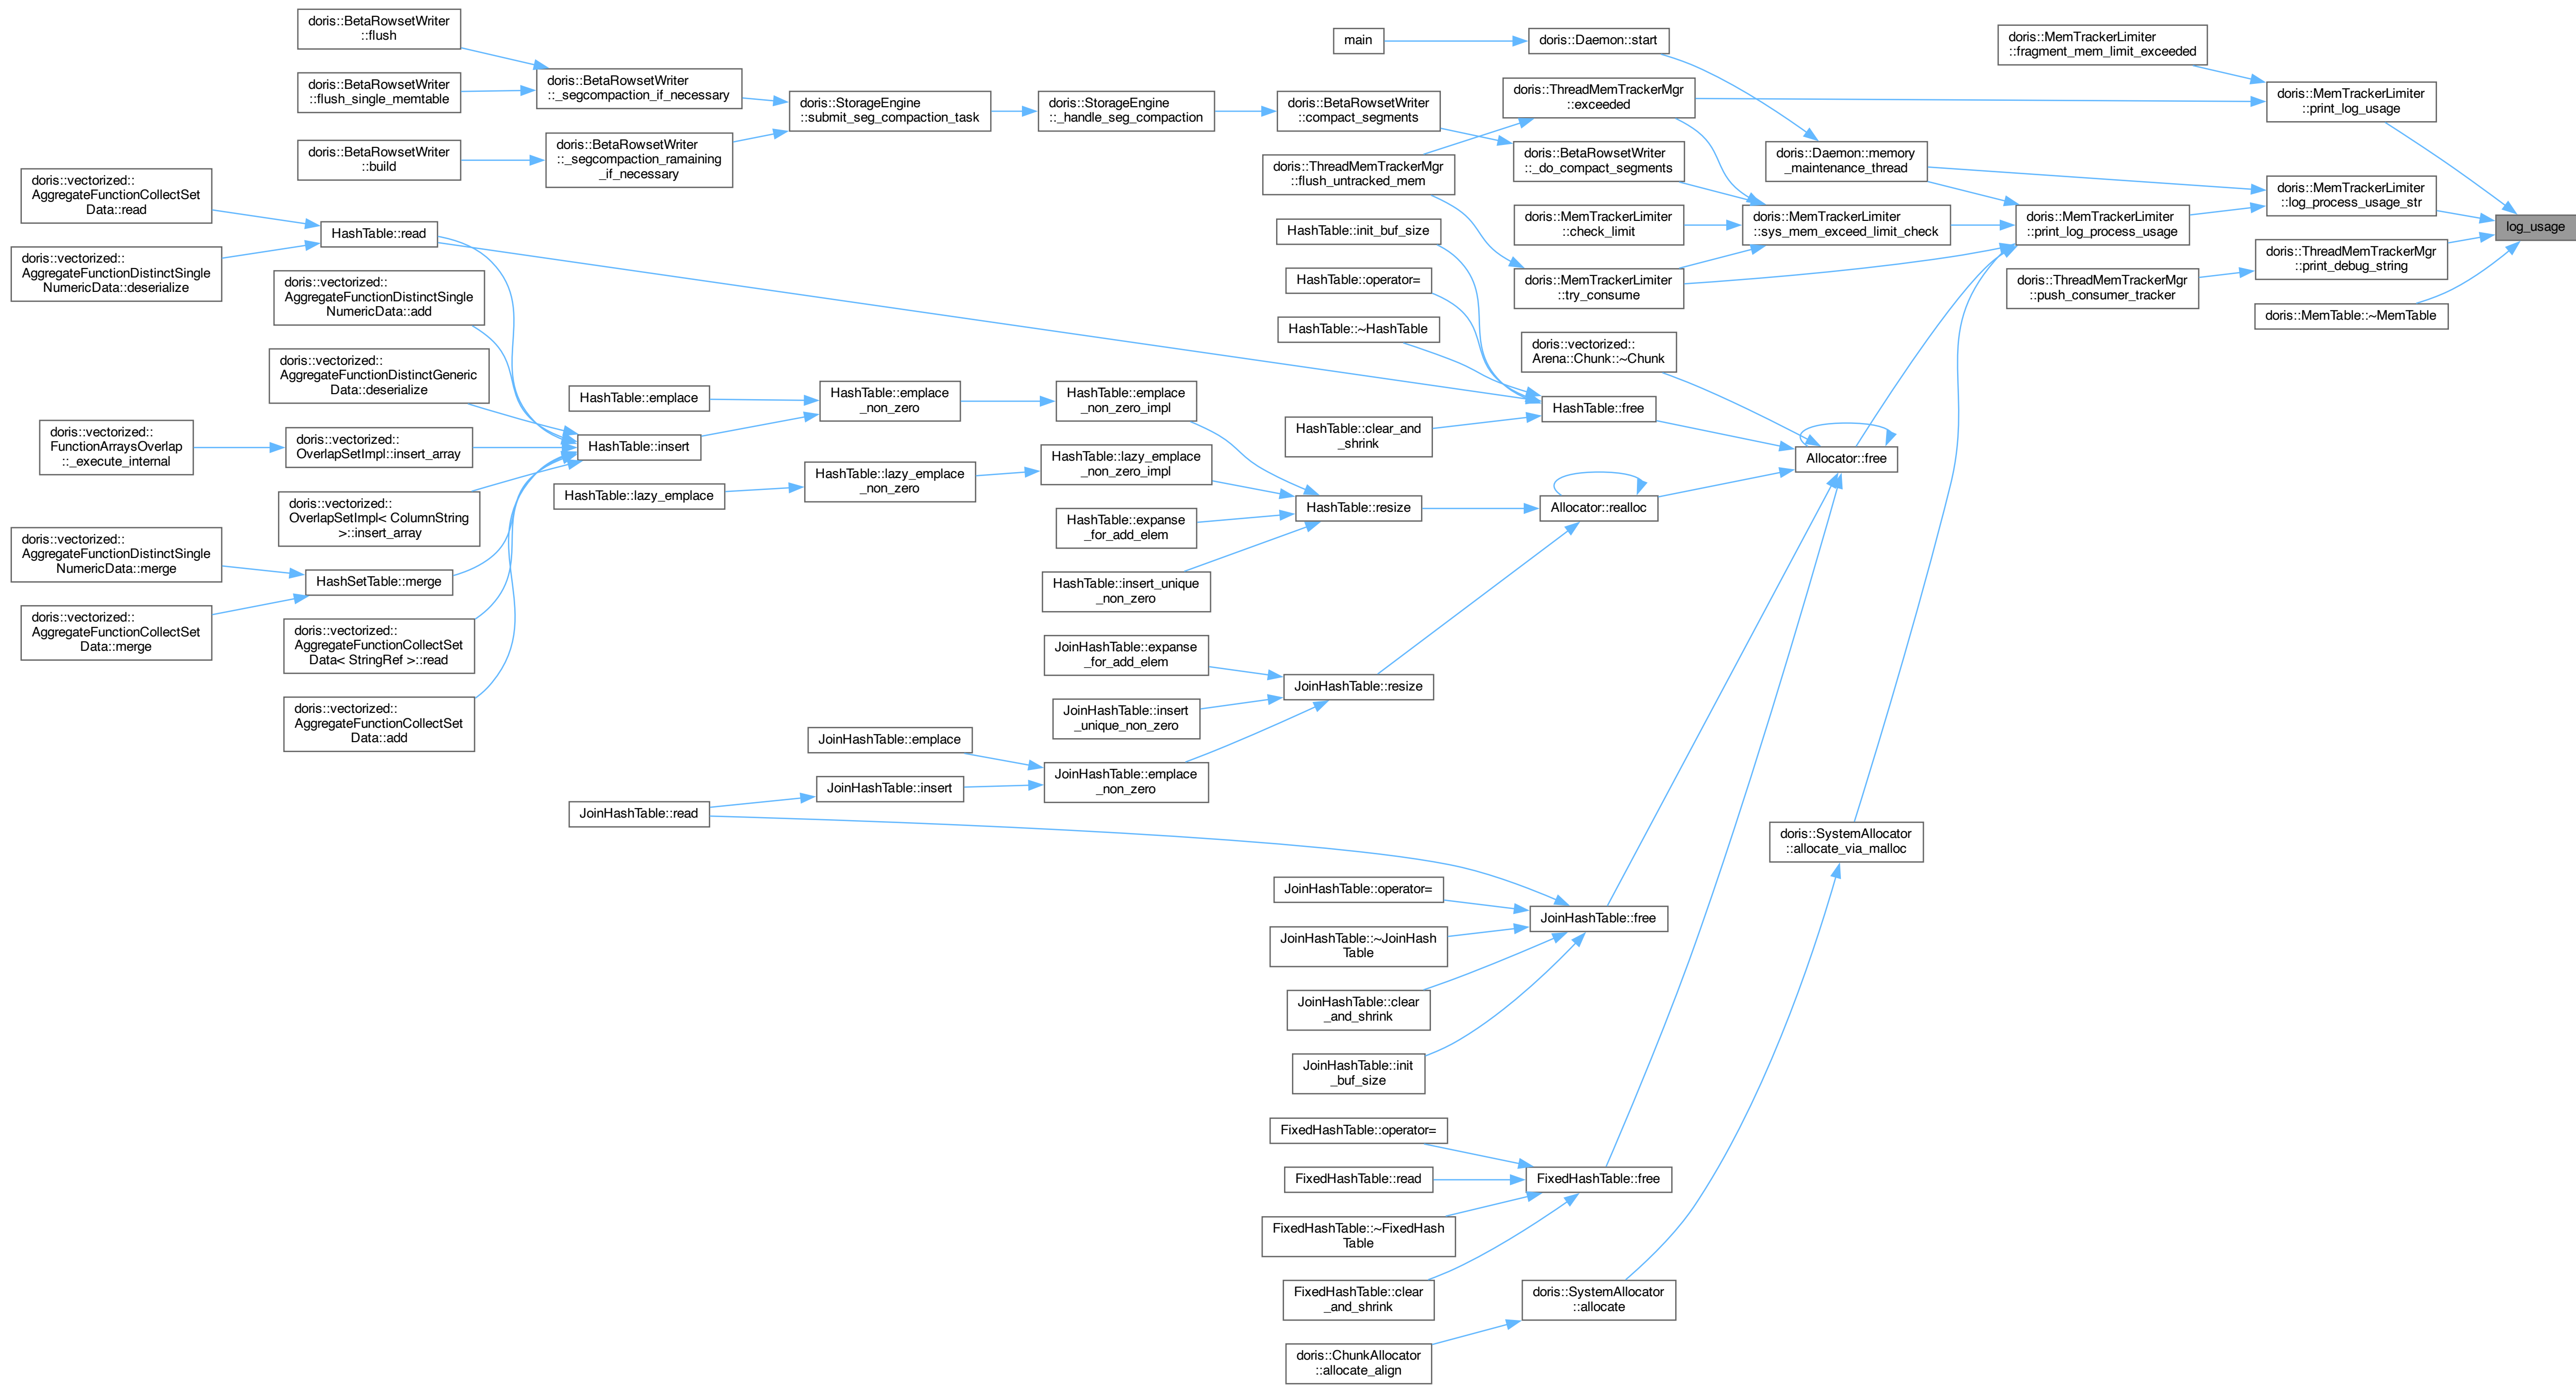 doris::BetaRowsetWriter
::flush
doris::BetaRowsetWriter
::flush_single_memtable
doris::BetaRowsetWriter
::build
doris::vectorized::
AggregateFunctionCollectSet
Data::read
doris::vectorized::
AggregateFunctionDistinctSingle
NumericData::deserialize
doris::vectorized::
FunctionArraysOverlap
::_execute_internal
doris::vectorized::
AggregateFunctionDistinctSingle
NumericData::merge
doris::vectorized::
AggregateFunctionCollectSet
Data::merge
HashTable::read
doris::vectorized::
AggregateFunctionDistinctSingle
NumericData::add
doris::vectorized::
AggregateFunctionDistinctGeneric
Data::deserialize
doris::vectorized::
OverlapSetImpl::insert_array
doris::vectorized::
OverlapSetImpl< ColumnString
>::insert_array
HashSetTable::merge
doris::vectorized::
AggregateFunctionCollectSet
Data< StringRef >::read
doris::vectorized::
AggregateFunctionCollectSet
Data::add
doris::BetaRowsetWriter
::_segcompaction_if_necessary
doris::BetaRowsetWriter
::_segcompaction_ramaining
_if_necessary
HashTable::emplace
HashTable::insert
HashTable::lazy_emplace
JoinHashTable::read
doris::StorageEngine
::submit_seg_compaction_task
HashTable::emplace
_non_zero
HashTable::lazy_emplace
_non_zero
JoinHashTable::emplace
JoinHashTable::insert
doris::StorageEngine
::_handle_seg_compaction
HashTable::emplace
_non_zero_impl
HashTable::lazy_emplace
_non_zero_impl
HashTable::expanse
_for_add_elem
HashTable::insert_unique
_non_zero
JoinHashTable::expanse
_for_add_elem
JoinHashTable::insert
_unique_non_zero
JoinHashTable::emplace
_non_zero
main
doris::BetaRowsetWriter
::compact_segments
doris::ThreadMemTrackerMgr
::flush_untracked_mem
HashTable::init_buf_size
HashTable::operator=
HashTable::~HashTable
HashTable::clear_and
_shrink
HashTable::resize
JoinHashTable::resize
JoinHashTable::operator=
JoinHashTable::~JoinHash
Table
JoinHashTable::clear
_and_shrink
JoinHashTable::init
_buf_size
FixedHashTable::operator=
FixedHashTable::read
FixedHashTable::~FixedHash
Table
FixedHashTable::clear
_and_shrink
doris::ChunkAllocator
::allocate_align
doris::Daemon::start
doris::ThreadMemTrackerMgr
::exceeded
doris::BetaRowsetWriter
::_do_compact_segments
doris::MemTrackerLimiter
::check_limit
doris::MemTrackerLimiter
::try_consume
doris::vectorized::
Arena::Chunk::~Chunk
HashTable::free
Allocator::realloc
JoinHashTable::free
FixedHashTable::free
doris::SystemAllocator
::allocate
doris::Daemon::memory
_maintenance_thread
doris::MemTrackerLimiter
::sys_mem_exceed_limit_check
Allocator::free
doris::SystemAllocator
::allocate_via_malloc
doris::MemTrackerLimiter
::fragment_mem_limit_exceeded
doris::MemTrackerLimiter
::print_log_process_usage
doris::ThreadMemTrackerMgr
::push_consumer_tracker
doris::MemTrackerLimiter
::print_log_usage
doris::MemTrackerLimiter
::log_process_usage_str
doris::ThreadMemTrackerMgr
::print_debug_string
doris::MemTable::~MemTable
log_usage